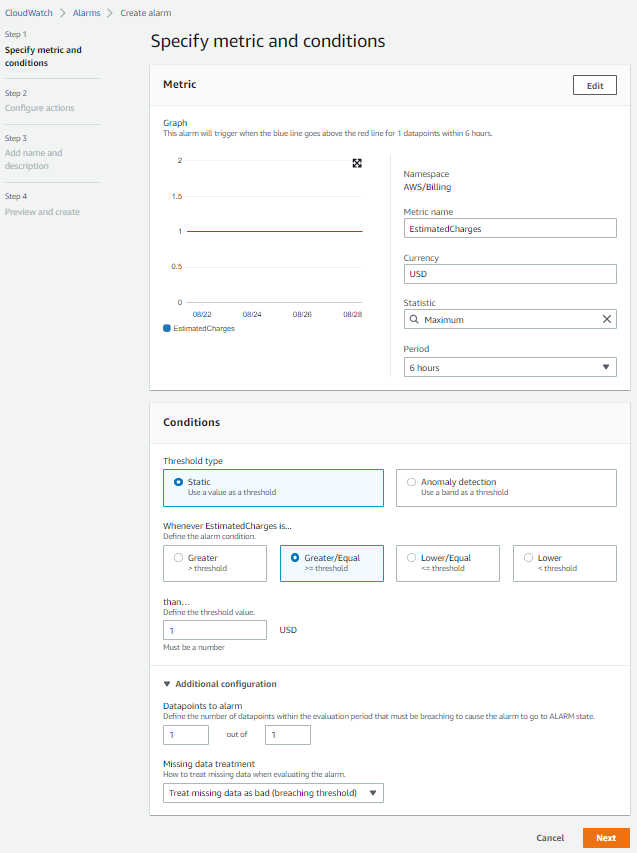 CloudWatch > Alarms > Create alarm
Step 1
Specify metric and
conditions
Step 2
Configure actions
Step 3
Add name and
description
Step 4
Preview and create
Specify metric and conditions
Metric
Edit
Graph
This alarm will trigger when the blue line goes above the red line for 1 datapoints within 6 hours.
2
1.5
1
0.5
0
08/22 08/24 08/26 08/28
EstimatedCharges
Namespace
AWS/Billing
Metric name
EstimatedCharges
Currency
USD
Statistic
Maximum
Period
6 hours
Conditions
Threshold type
Static
Use a value as a threshold
Anomaly detection
Use a band as a threshold
Whenever EstimatedCharges is...
Define the alarm condition.
Greater
> threshold
Greater/Equal
>= threshold
Lower/Equal
<= threshold
Lower
< threshold
than...
Define the threshold value.
1 USD
Must be a number
Additional configuration
Datapoints to alarm
Define the number of datapoints within the evaluation period that must be breaching to cause the alarm to go to ALARM state.
1 out of 1
Missing data treatment
How to treat missing data when evaluating the alarm.
Treat missing data as bad (breaching threshold)
Cancel Next